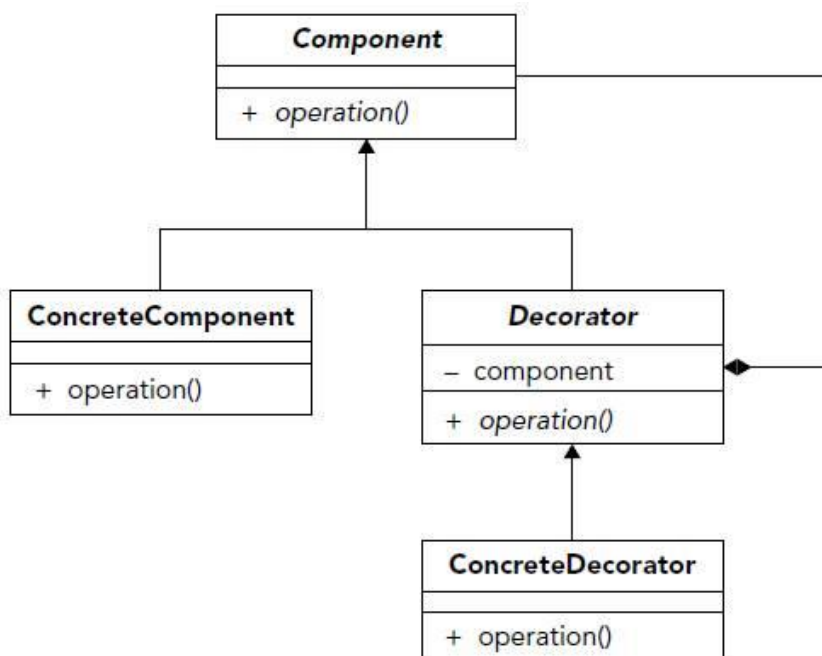 Component
+ operation()
ConcreteComponent
+ operation()
Decorator
– component
+ operation()
ConcreteDecorator
+ operation()